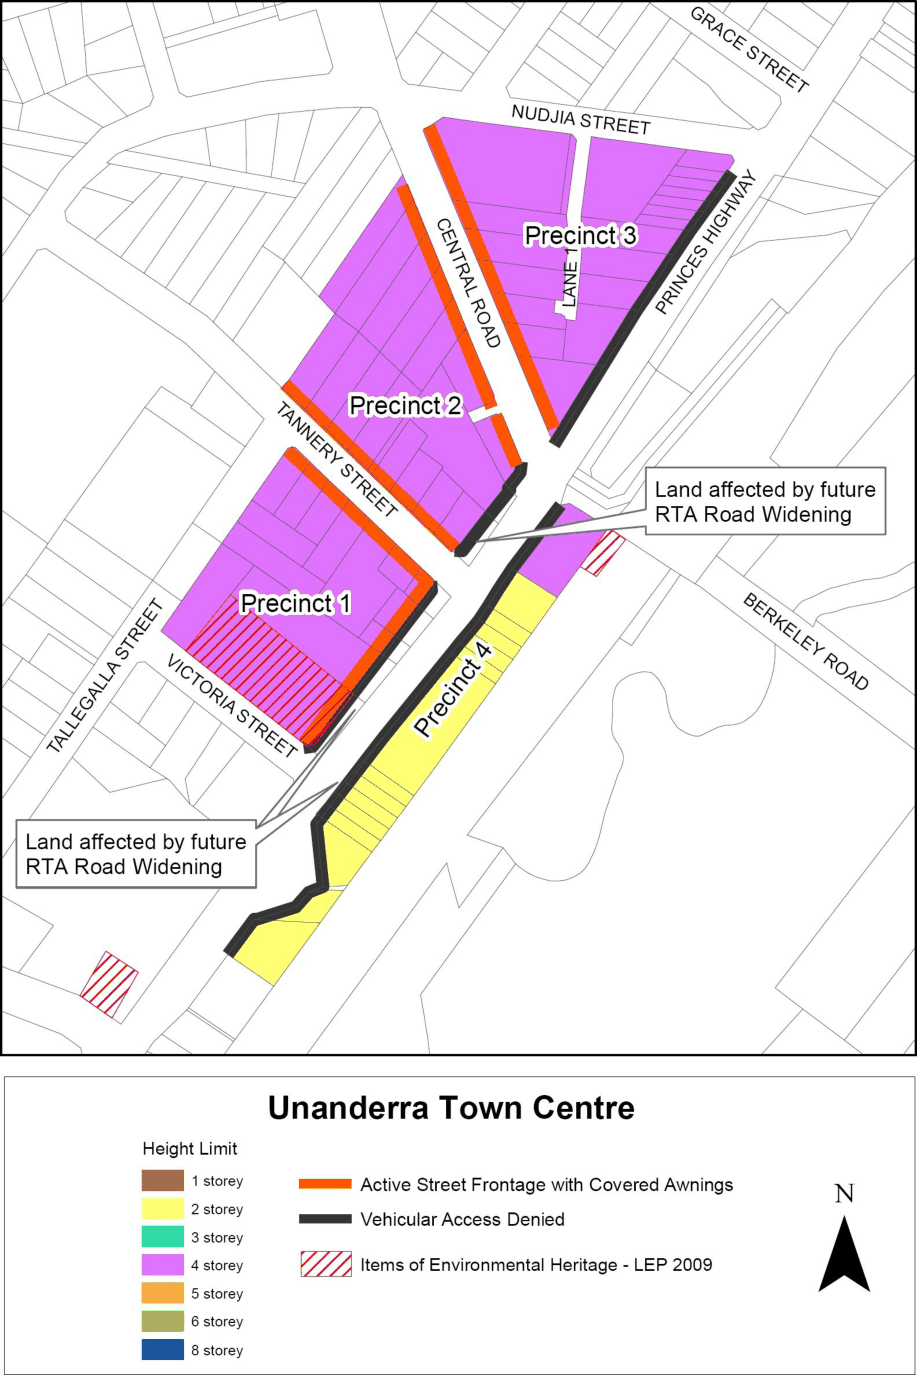 GRACE STREET
NUDJIA STREET
PRINCES HIGHWAY
Precinct 3
CENTRAL ROAD
LANE 1
Precinct 2
TANNERY STREET
Land affected by future
RTA Road Widening
Precinct 1
BERKELEY ROAD
TALLEGALLA STREET
VICTORIA STREET
Precinct 4
Land affected by future
RTA Road Widening
Unanderra Town Centre
Height Limit
1 storey
2 storey
3 storey
4 storey
5 storey
6 storey
8 storey
Active Street Frontage with Covered Awnings
Vehicular Access Denied
Items of Environmental Heritage - LEP 2009
N